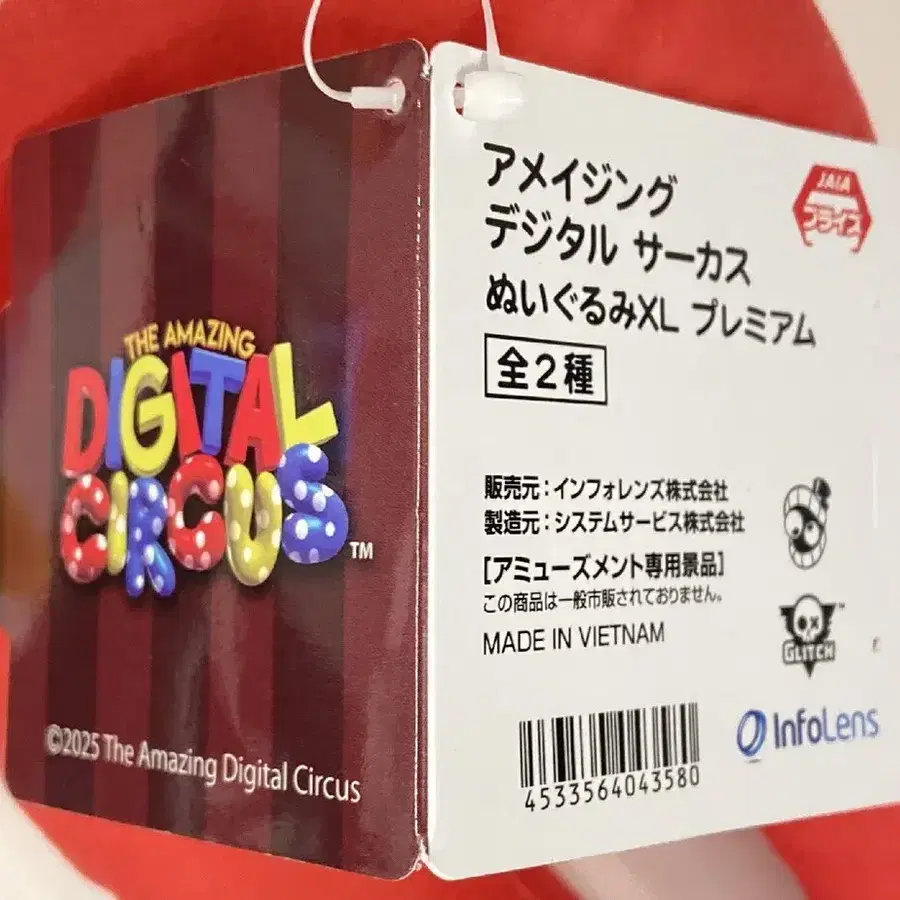 THE AMAZING
DIGITAL
CIRCUS
TM
©2025 The Amazing Digital Circus
アメイジング
デジタル サーカス
ぬいぐるみXL プレミアム
全2種
JAIA
プライズ
販売元:インフォレンズ株式会社
製造元:システムサービス株式会社
[アミューズメント専用景品]
この商品は一般市販されておりません。
MADE IN VIETNAM
GLITCH
InfoLens
4533564043580